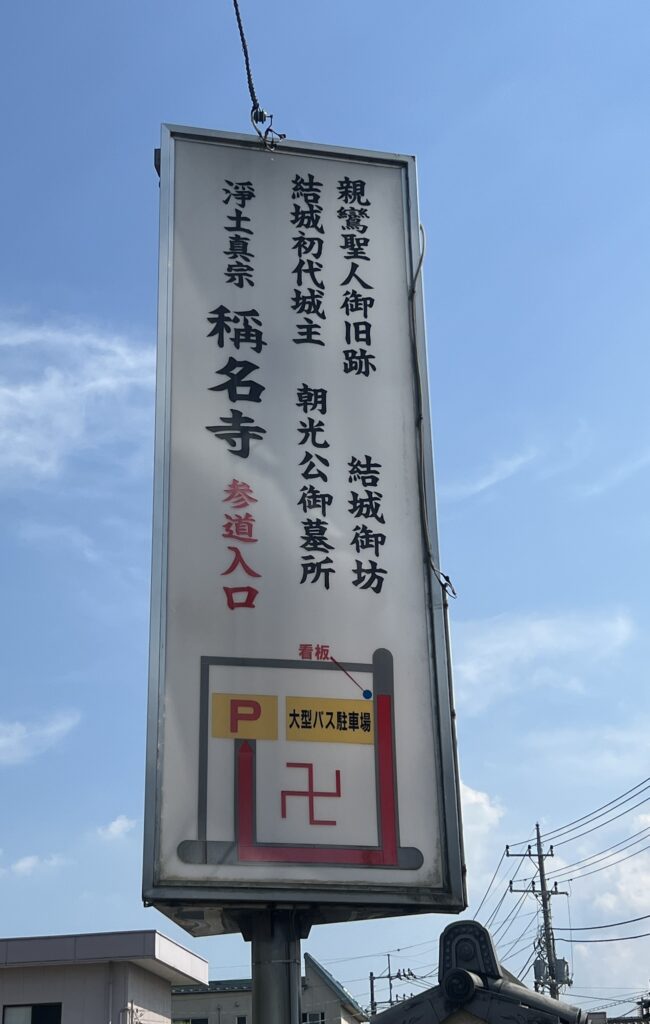 親鸞聖人御旧跡 結城御坊
結城初代城主 朝光公御墓所
淨土真宗 稱名寺 参道入口
看板
P
大型バス駐車場
卍